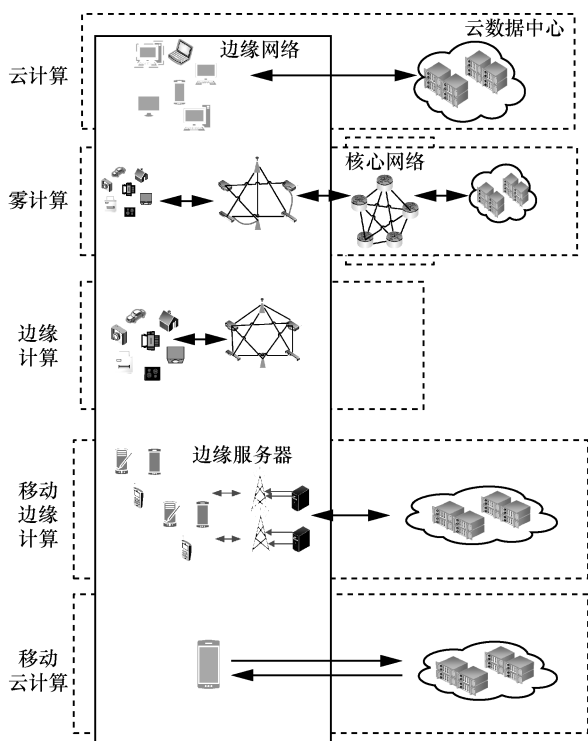 云数据中心
边缘网络
云计算
核心网络
雾计算
边缘
计算
边缘服务器
移动
边缘
计算
移动
云计算